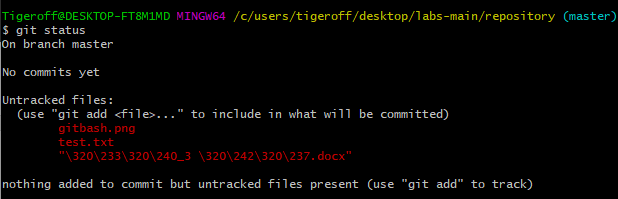 Tigeroff@DESKTOP-FT8M1MD MINGW64 /c/users/tigeroff/desktop/labs-main/repository (master)
$ git status
On branch master
No commits yet
Untracked files:
(use "git add <file>..." to include in what will be committed)
gitbash.png
test.txt
"\320\233\320\240_3 \320\242\320\237.docx"
nothing added to commit but untracked files present (use "git add" to track)